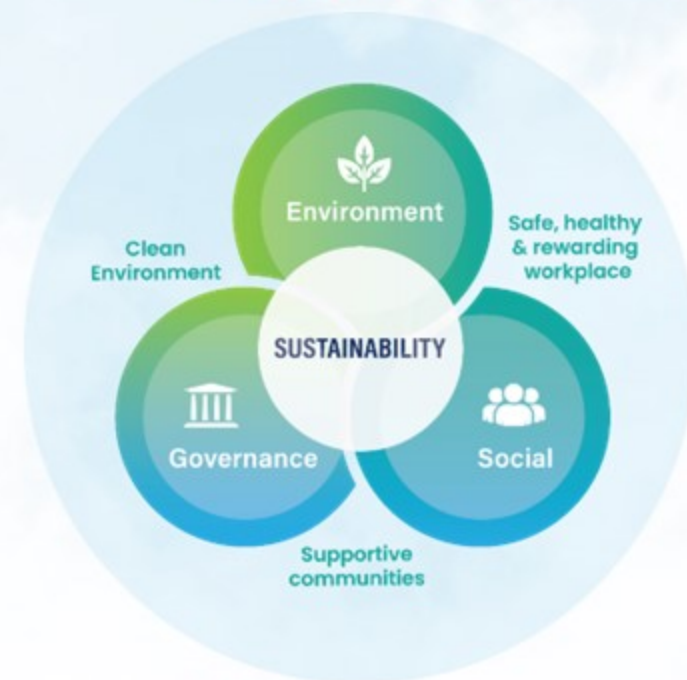 Environment
Safe, healthy
& rewarding
workplace
Clean
Environment
SUSTAINABILITY
Governance
Social
Supportive
communities